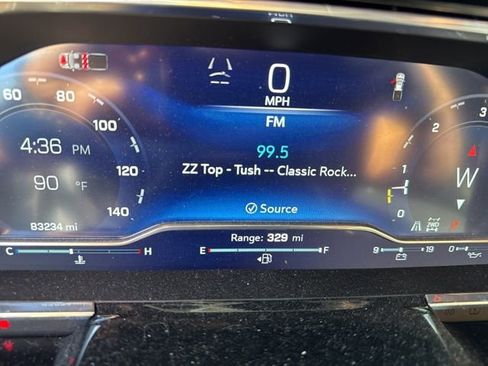 0
MPH
FM
60
80
100
120
140
4:36 PM
90 °F
83234 mi
99.5
ZZ Top - Tush -- Classic Rock...
Source
3
2
1
0
W
2WD
C H
E Range: 329 mi F
9 19
0